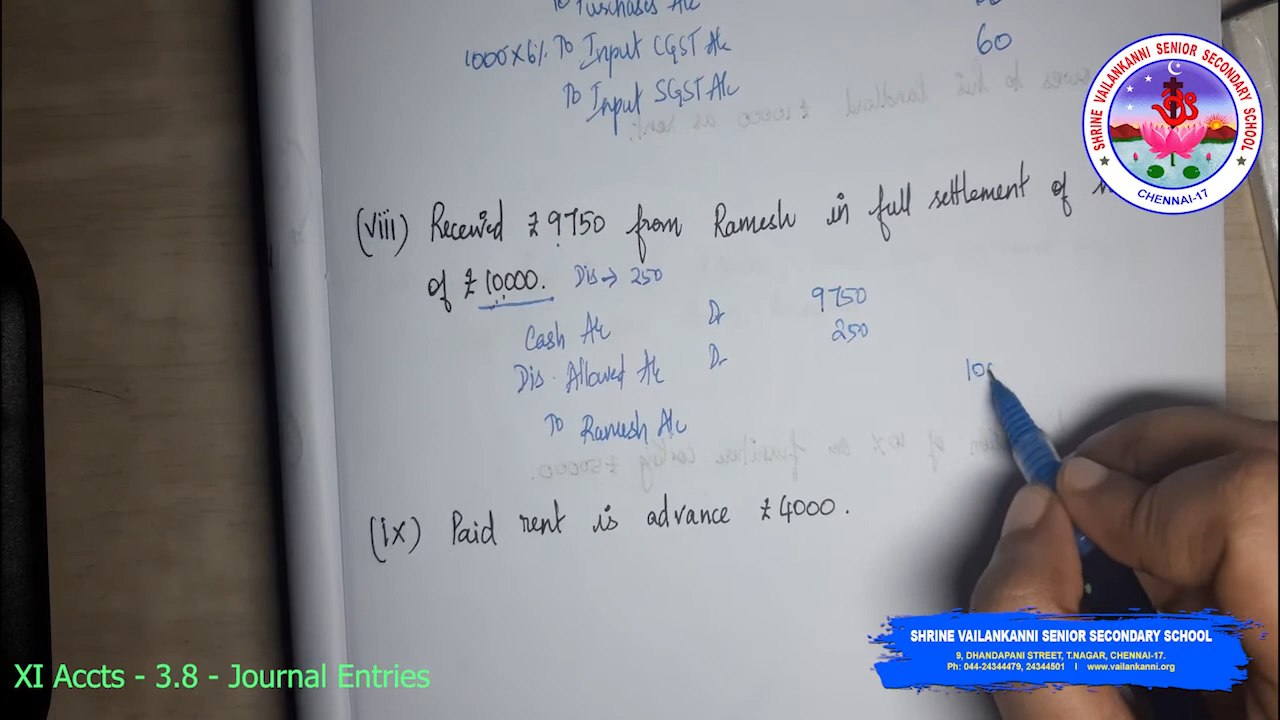 To Purchases A/c
1000×6% To Input CGST A/c 60
To Input SGST A/c
(viii) Received ₹9750 from Ramesh in full settlement of
of ₹10000. Dis → 250
Cash A/c Dr 9750
Dis. Allowed A/c Dr 250
To Ramesh A/c 100
(ix) Paid rent is advance ₹4000.
SHRINE VAILANKANNI SENIOR SECONDARY SCHOOL
CHENNAI-17
SHRINE VAILANKANNI SENIOR SECONDARY SCHOOL
9, DHANDAPANI STREET, T.NAGAR, CHENNAI-17.
Ph: 044-24344479, 24344501 I www.vailankanni.org
XI Accts - 3.8 - Journal Entries